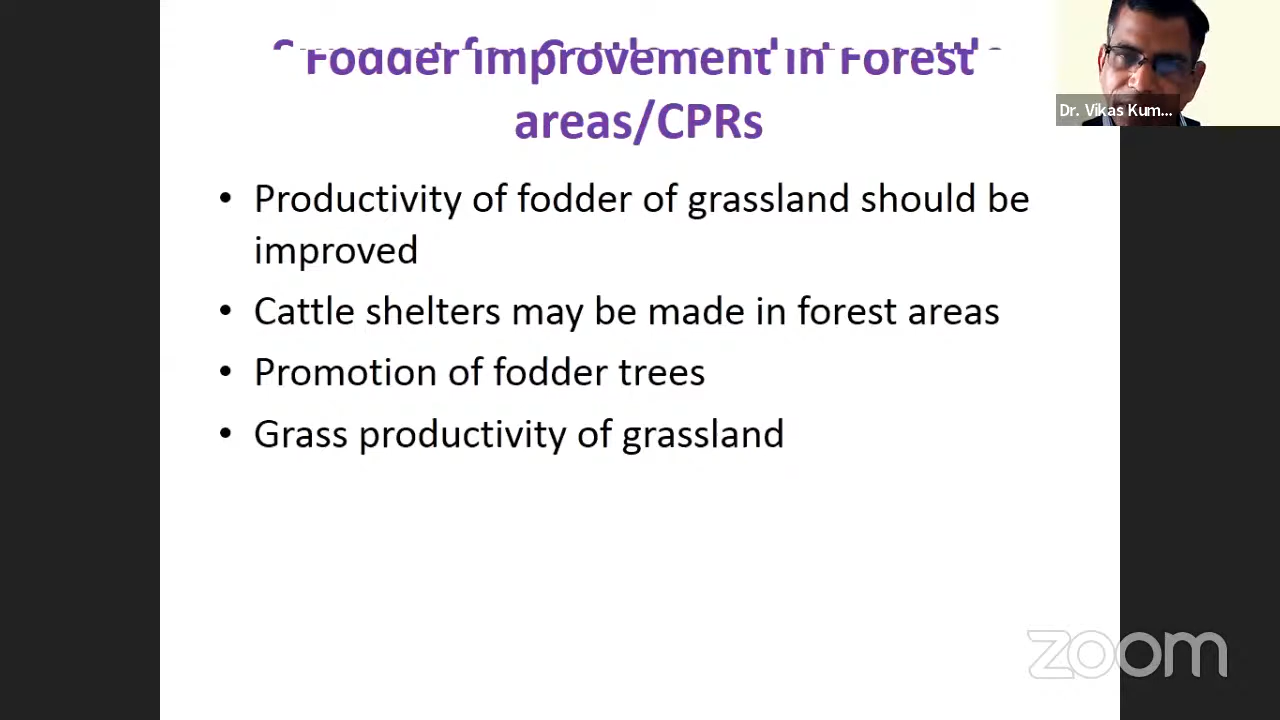 Fodder improvement in Forest
areas/CPRs
Dr. Vikas Kum...
• Productivity of fodder of grassland should be
improved
• Cattle shelters may be made in forest areas
• Promotion of fodder trees
• Grass productivity of grassland
zoom